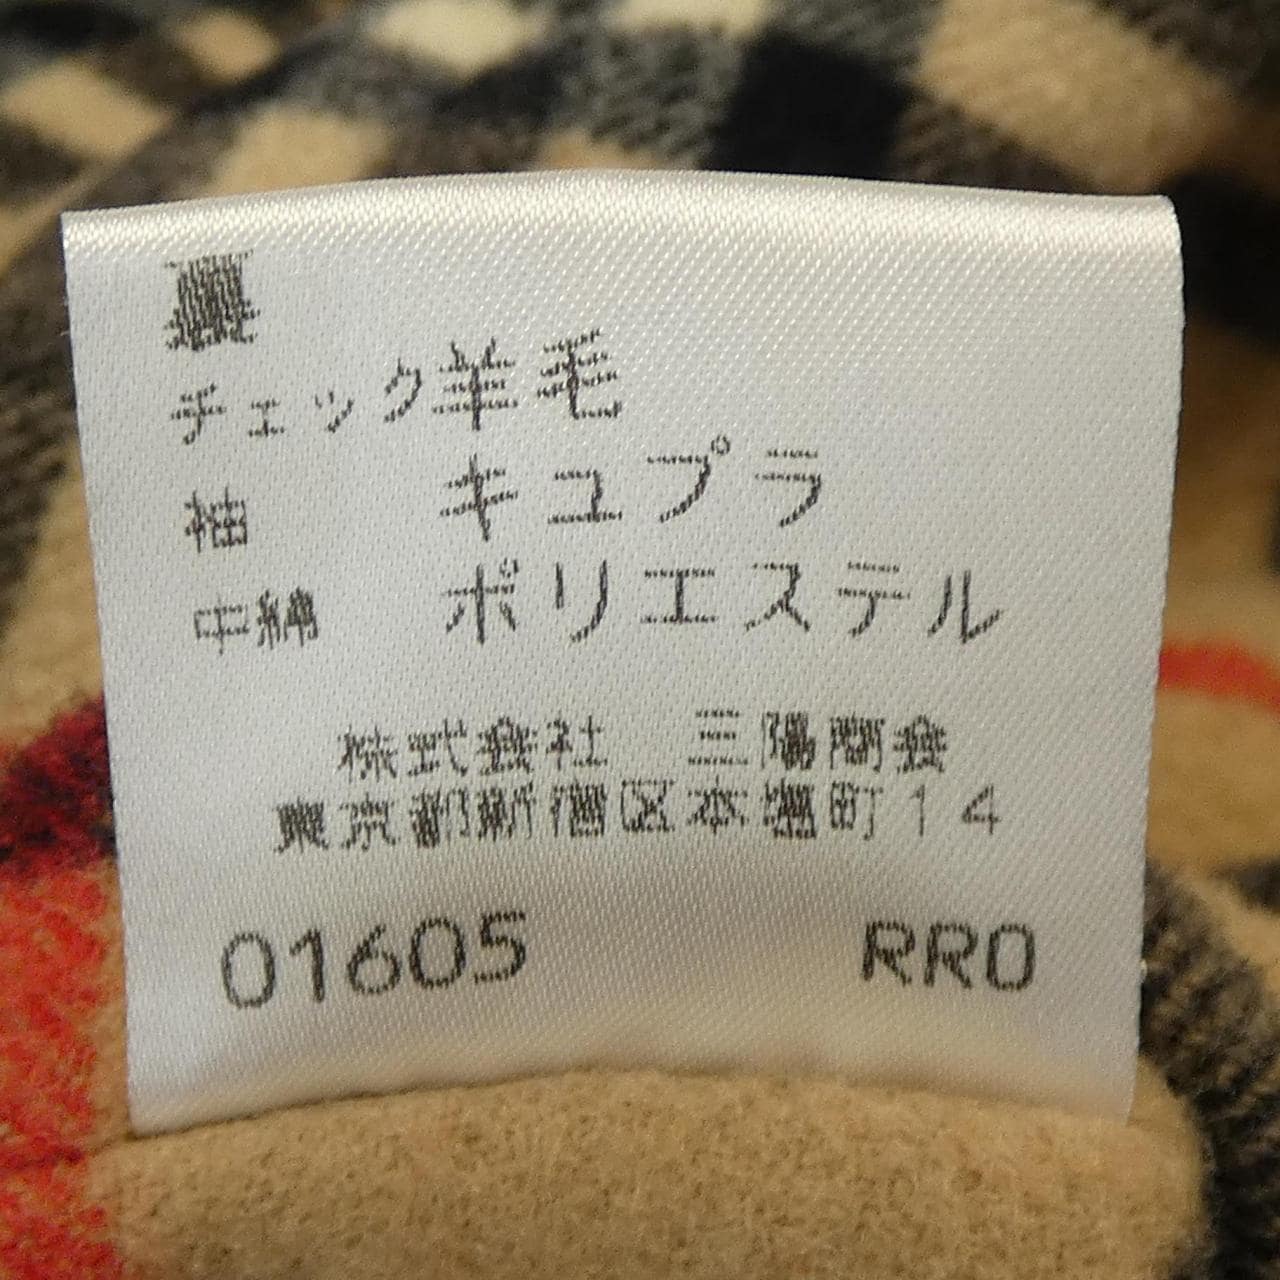 裏
チェック羊毛
袖 キュプラ
中綿 ポリエステル
株式会社 三陽商会
東京都新宿区本塩町14
01605 RR0